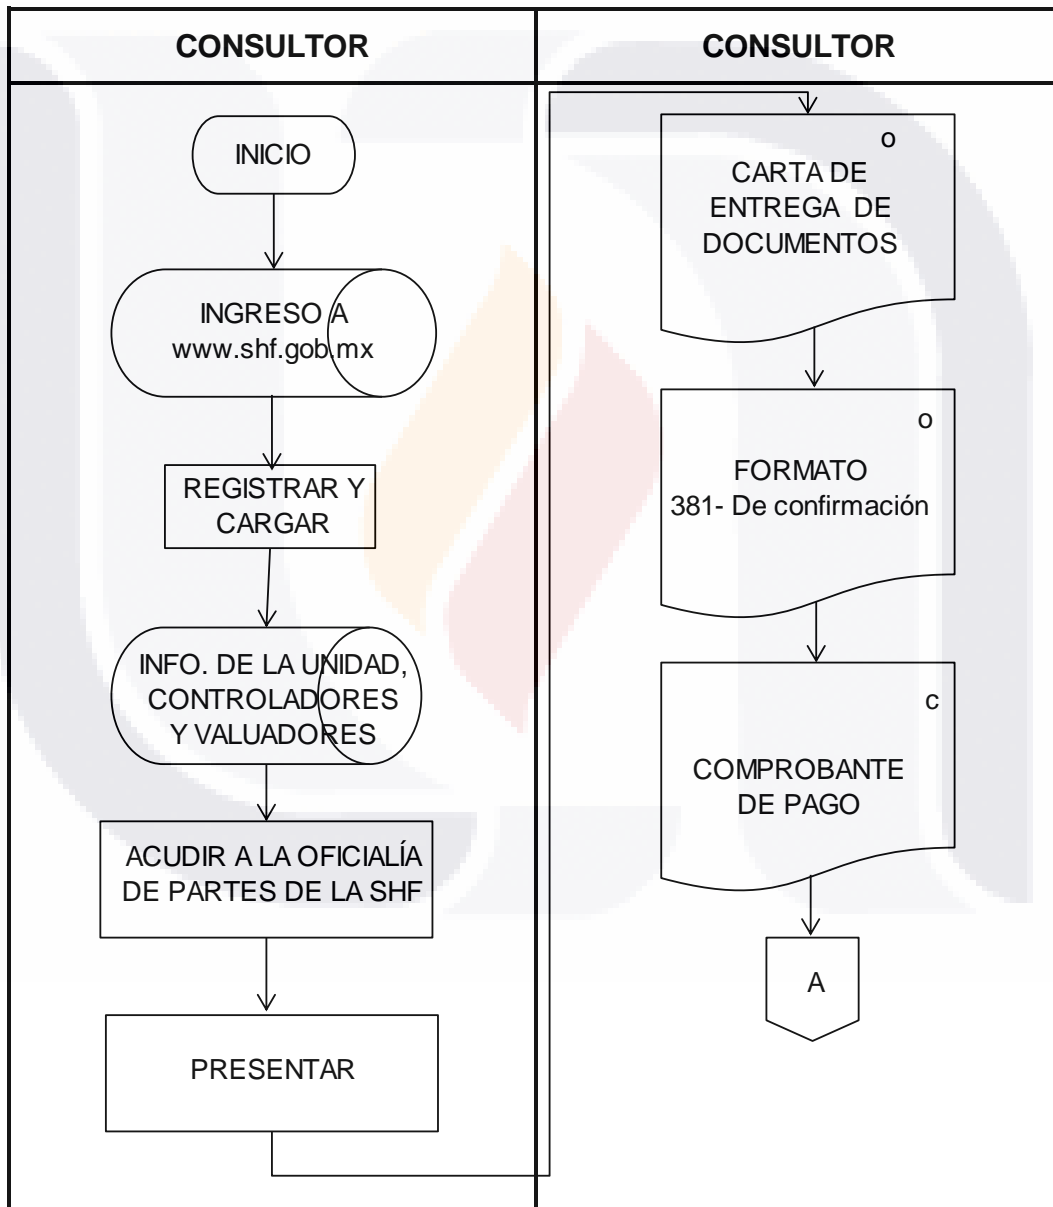 CONSULTOR
INICIO
INGRESO A
www.shf.gob.mx
REGISTRAR Y
CARGAR
INFO. DE LA UNIDAD,
CONTROLADORES
Y VALUADORES
ACUDIR A LA OFICIALÍA
DE PARTES DE LA SHF
PRESENTAR
CONSULTOR
o
CARTA DE
ENTREGA DE
DOCUMENTOS
o
FORMATO
381- De confirmación
c
COMPROBANTE
DE PAGO
A